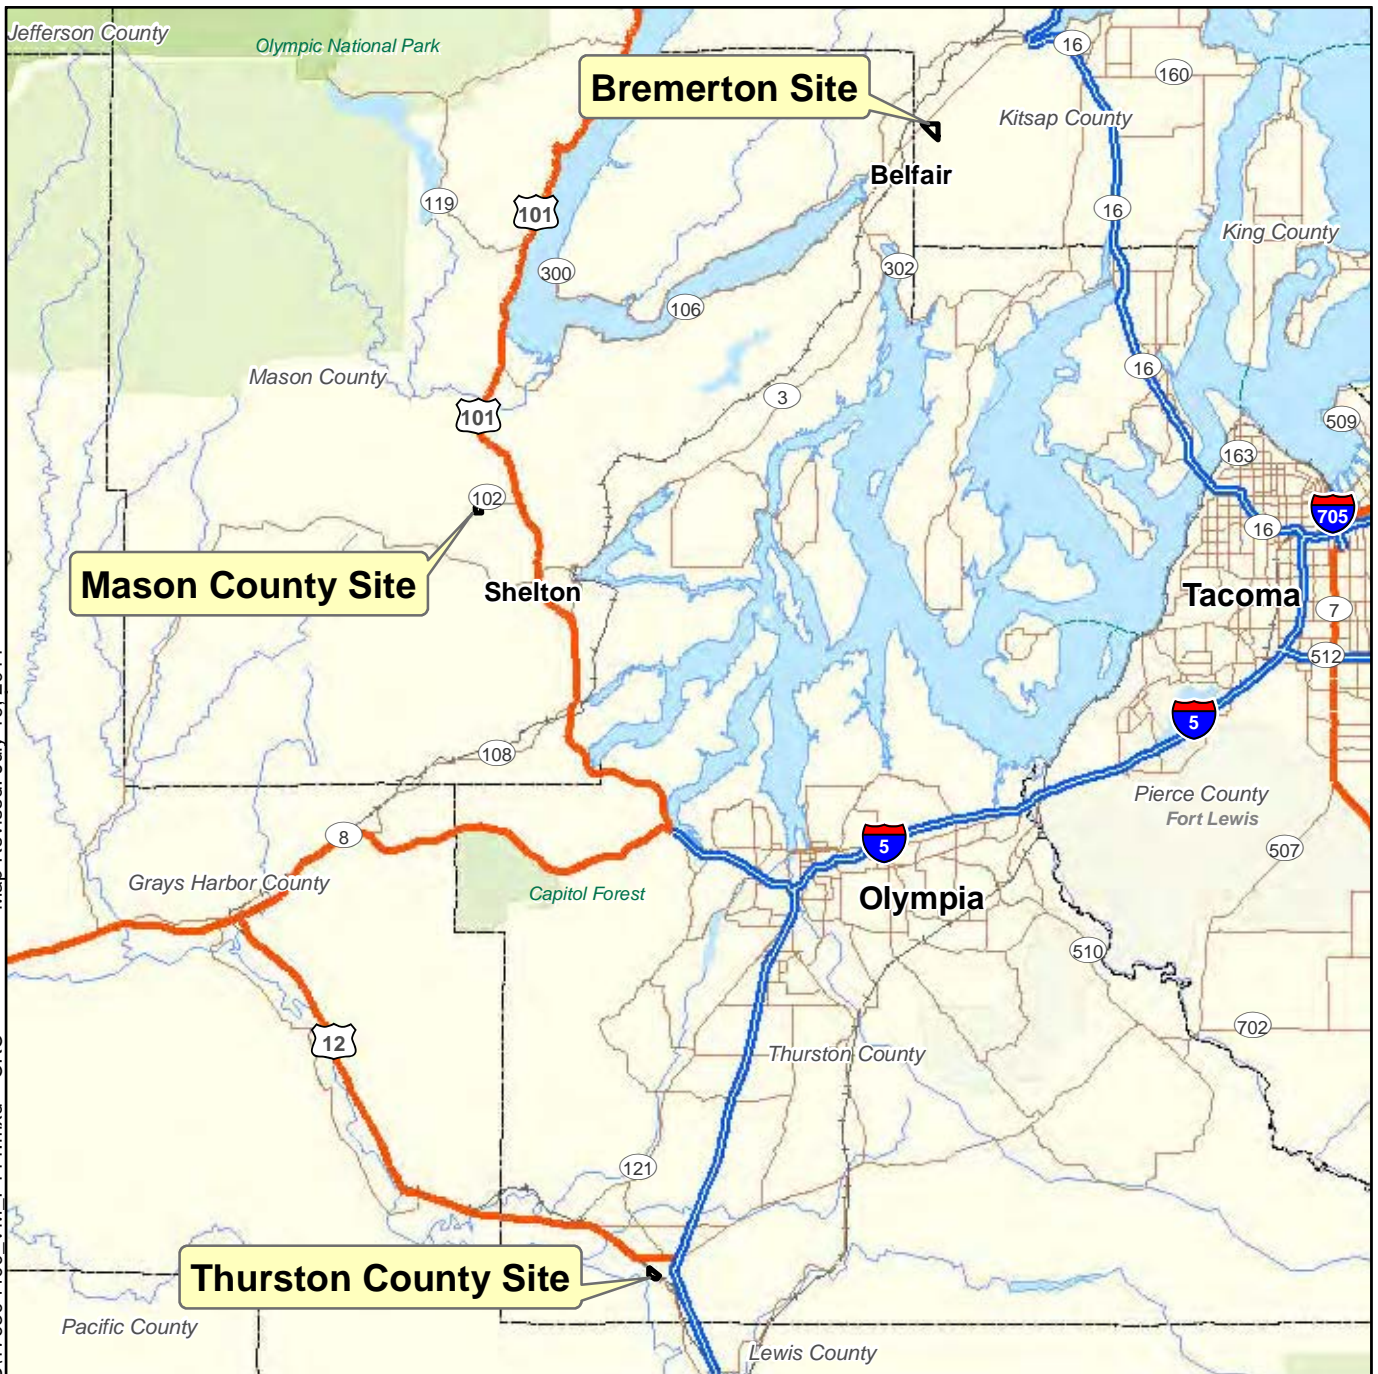 Jefferson County
Olympic National Park
16
160
Bremerton Site
Kitsap County
Belfair
119
101
16
King County
300
302
106
Mason County
16
3
101
509
163
102
705
16
Mason County Site
Shelton
Tacoma
7
512
5
108
Pierce County
Fort Lewis
8
5
507
Grays Harbor County
Capitol Forest
Olympia
510
702
12
Thurston County
121
Thurston County Site
Pacific County
Lewis County